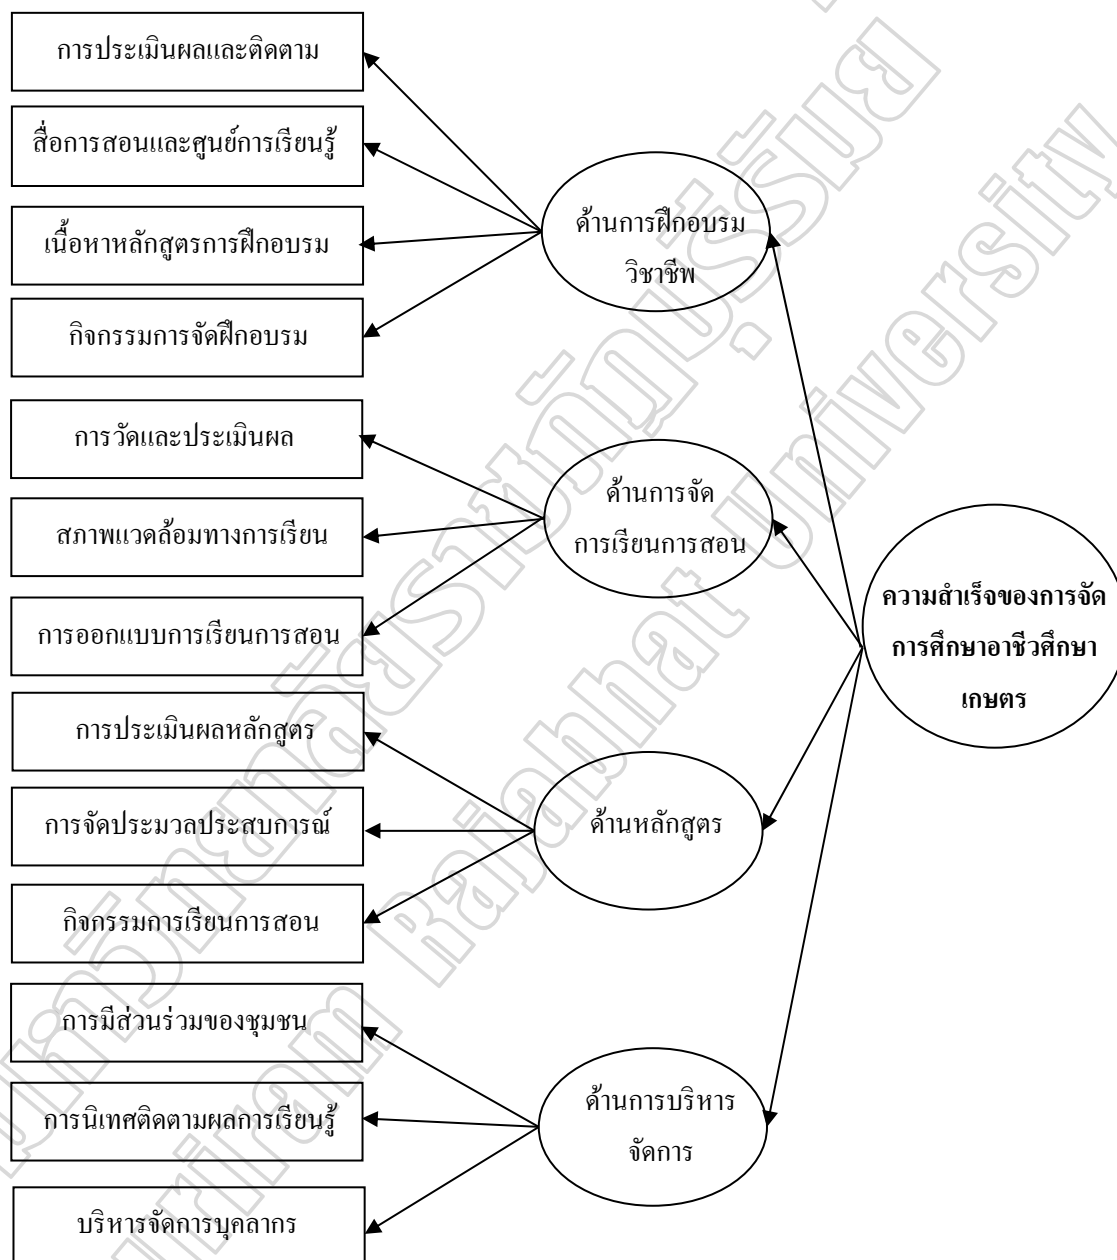 การประเมินผลและติดตาม
สื่อการสอนและศูนย์การเรียนรู้
เนื้อหาหลักสูตรการฝึกอบรม
กิจกรรมการจัดฝึกอบรม
ด้านการฝึกอบรม
วิชาชีพ
การวัดและประเมินผล
สภาพแวดล้อมทางการเรียน
การออกแบบการเรียนการสอน
ด้านการจัด
การเรียนการสอน
การประเมินผลหลักสูตร
การจัดประมวลประสบการณ์
กิจกรรมการเรียนการสอน
ด้านหลักสูตร
การมีส่วนร่วมของชุมชน
การนิเทศติดตามผลการเรียนรู้
บริหารจัดการบุคลากร
ด้านการบริหาร
จัดการ
ความสำเร็จของการจัด
การศึกษาอาชีวศึกษา
เกษตร
Rajabhat University